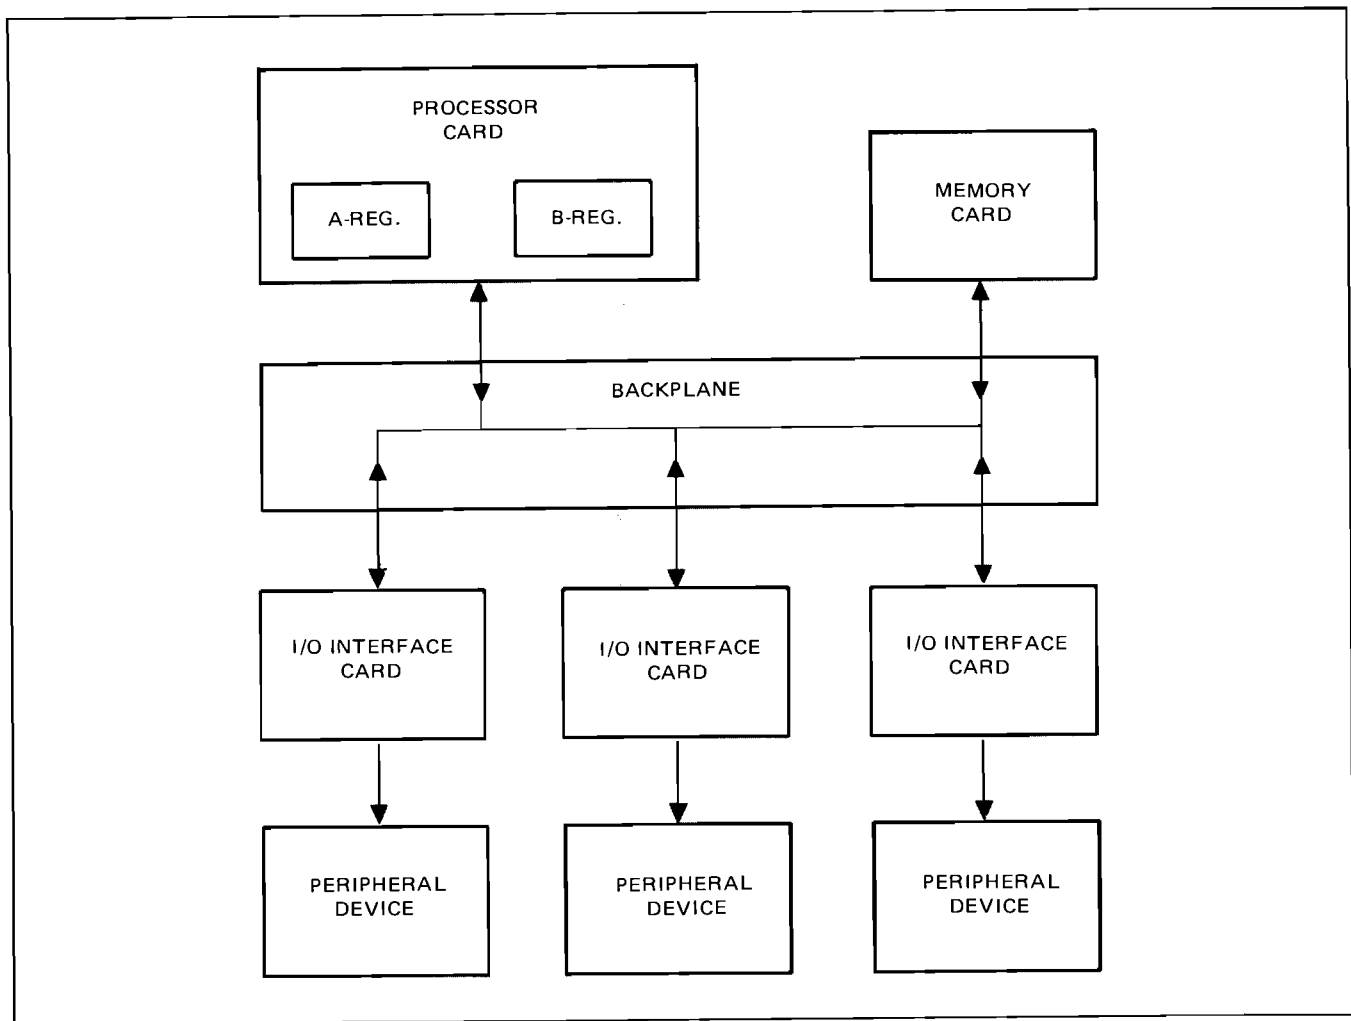 PROCESSOR
CARD
A-REG.
B-REG.
MEMORY
CARD
BACKPLANE
I/O INTERFACE
CARD
I/O INTERFACE
CARD
I/O INTERFACE
CARD
PERIPHERAL
DEVICE
PERIPHERAL
DEVICE
PERIPHERAL
DEVICE